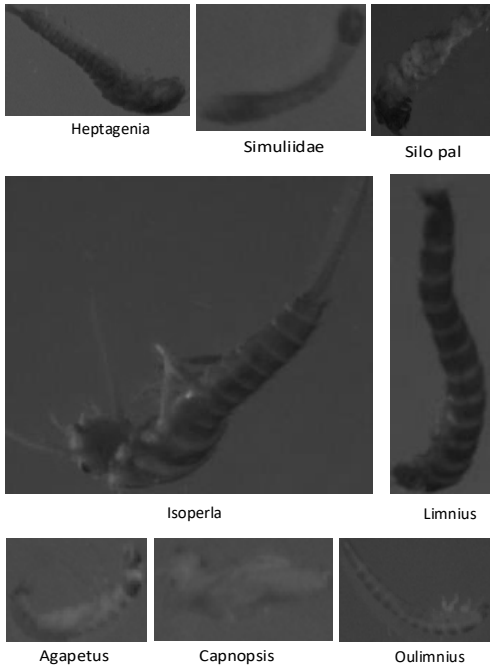 Heptagenia
Simuliidae
Silo pal
Isoperla
Limnius
Agapetus
Capnopsis
Oulimnius